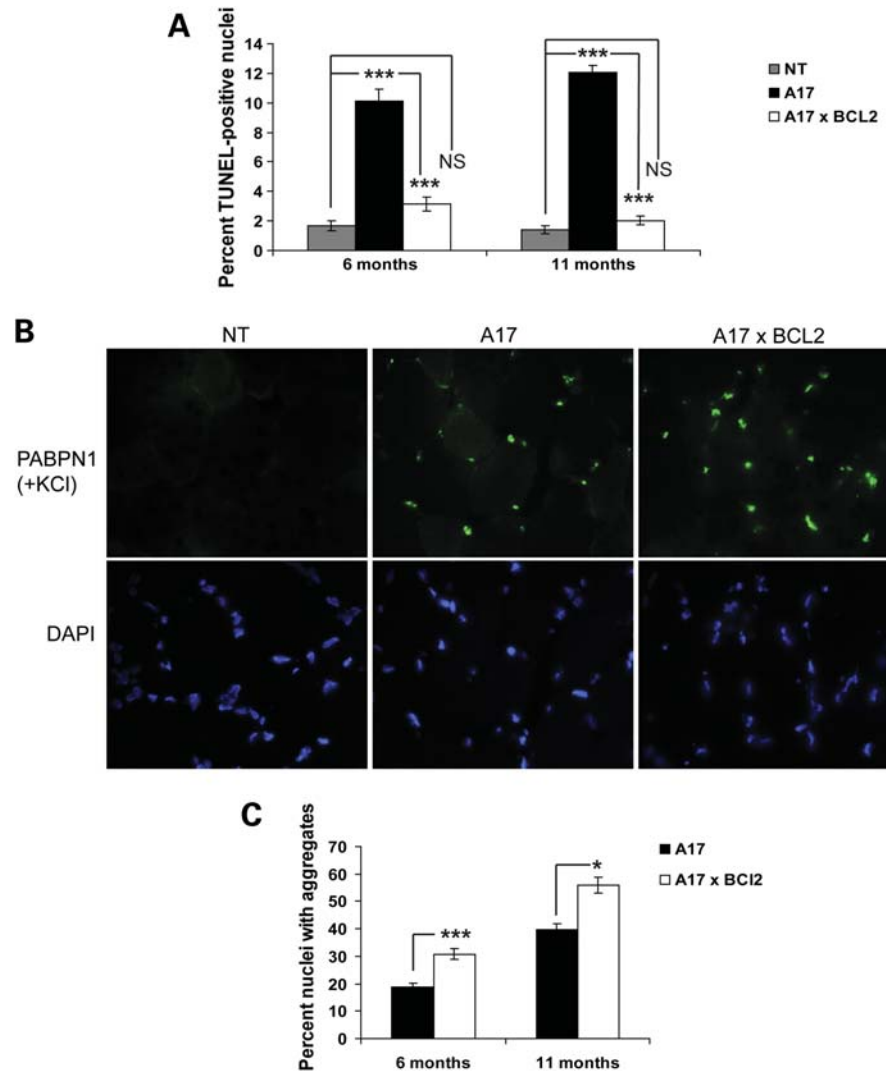 A
Percent TUNEL-positive nuclei
14
12
10
8
6
4
2
0
***
NS
***
***
NS
***
6 months
11 months
NT
A17
A17 x BCL2
B
NT
A17
A17 x BCL2
PABPN1
(+KCl)
DAPI
C
Percent nuclei with aggregates
70
60
50
40
30
20
10
0
***
*
6 months
11 months
A17
A17 x BCl2